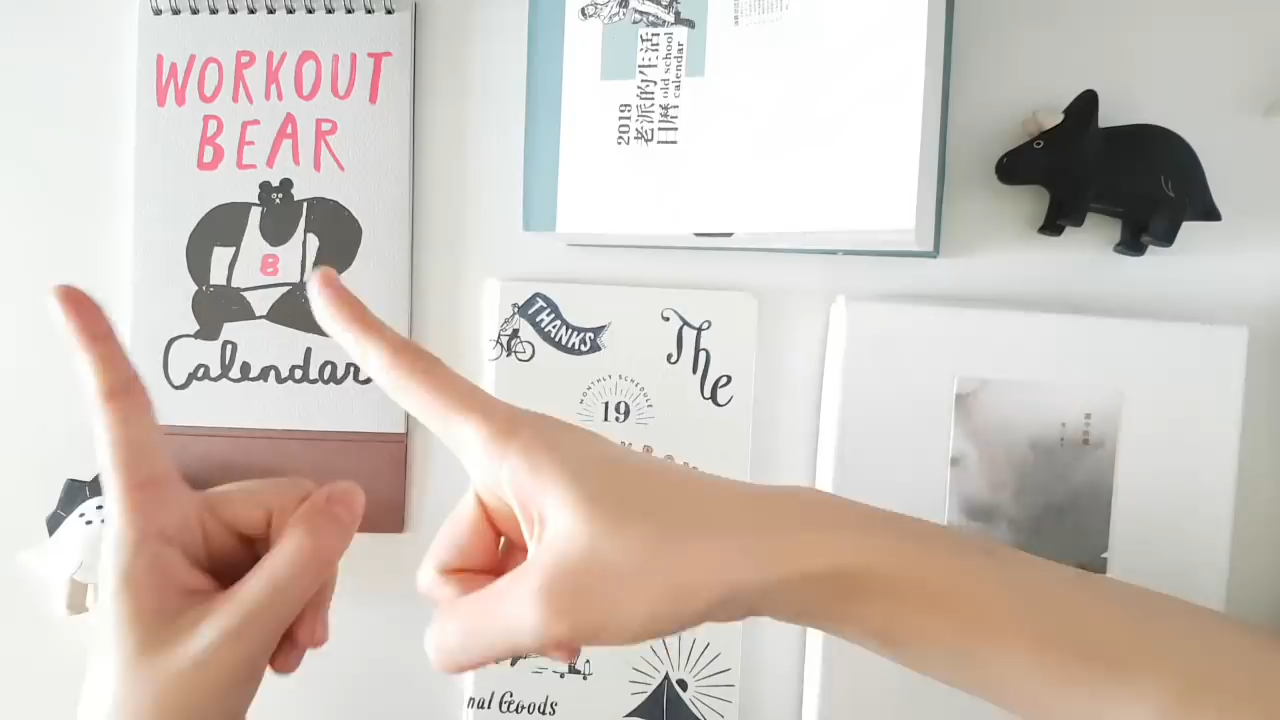 WORKOUT
BEAR
B
Calendar
2019
老派的生活
日曆
old school
calendar
THANKS
The
MONTHLY SCHEDULE
19
nal Goods